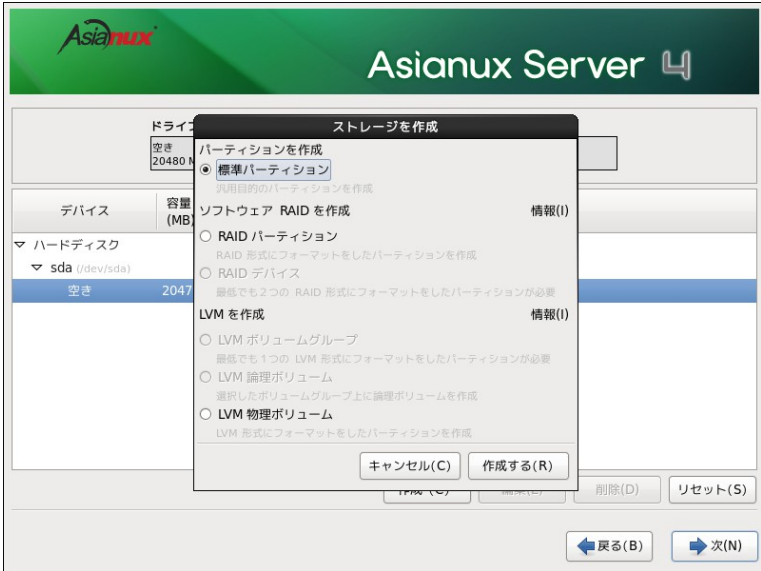 Asianux
Asianux Server 4
ストレージを作成
空き
20480
パーティションを作成
標準パーティション
汎用目的のパーティションを作成
ソフトウェア RAID を作成 情報(I)
RAID パーティション
RAID 形式にフォーマットをしたパーティションを作成
RAID デバイス
最低でも2つの RAID 形式にフォーマットをしたパーティションが必要
LVM を作成 情報(I)
LVM ボリュームグループ
最低でも1つの LVM 形式にフォーマットをしたパーティションが必要
LVM 論理ボリューム
選択したボリュームグループ上に論理ボリュームを作成
LVM 物理ボリューム
LVM 形式にフォーマットをしたパーティションを作成
キャンセル(C) 作成する(R)
デバイス
容量
(MB)
ハードディスク
sda (/dev/sda)
空き 2047
削除(D) リセット(S)
戻る(B) 次(N)